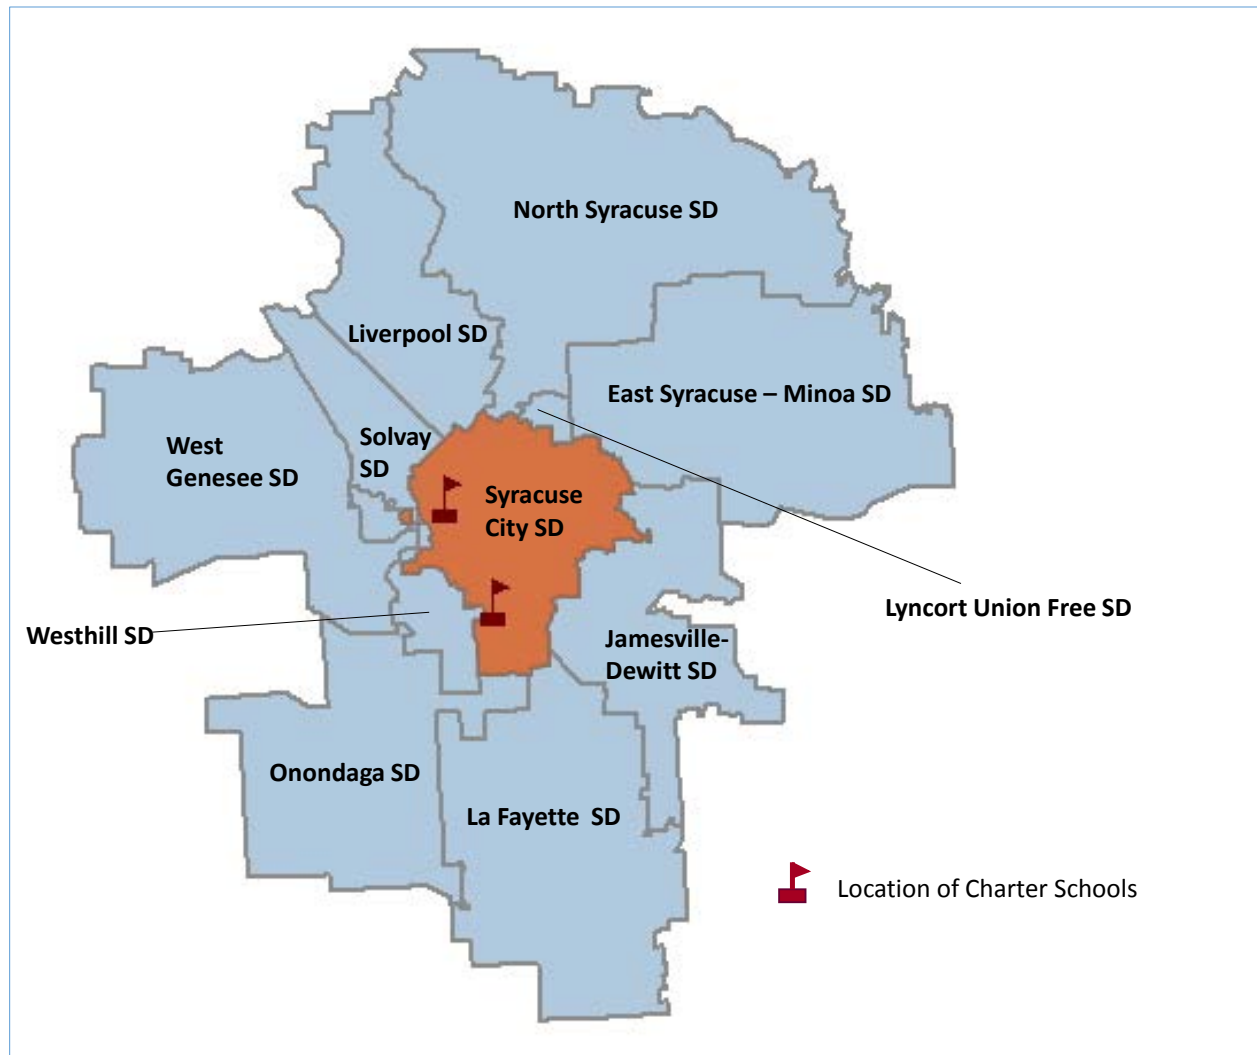 North Syracuse SD
Liverpool SD
East Syracuse – Minoa SD
West
Genesee SD
Solvay
SD
Syracuse
City SD
Lyncort Union Free SD
Westhill SD
Jamesville-
Dewitt SD
Onondaga SD
La Fayette  SD
Location of Charter Schools